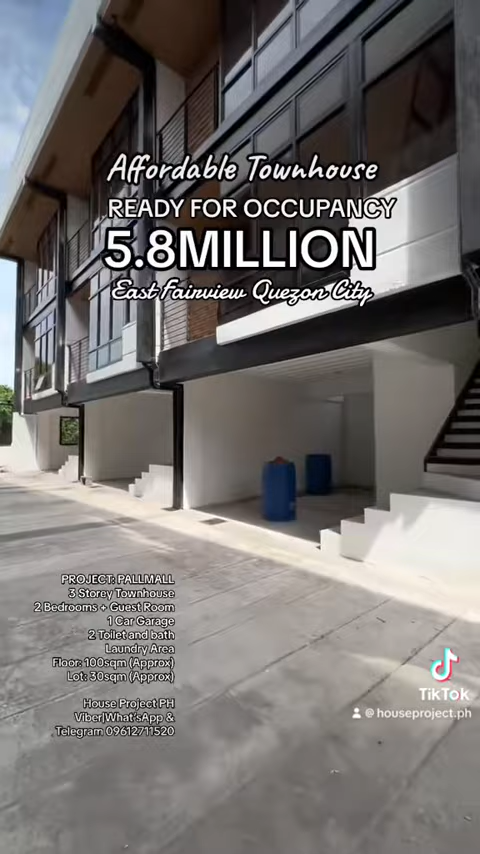 Affordable Townhouse
READY FOR OCCUPANCY
5.8MILLION
East Fairview Quezon City
PROJECT: PALLMALL
3 Storey Townhouse
2 Bedrooms + Guest Room
1 Car Garage
2 Toilet and bath
Laundry Area
Floor: 100sqm (Approx)
Lot: 30sqm (Approx)
House Project PH
Viber|What'sApp &
Telegram 09612711520
TikTok
@houseproject.ph